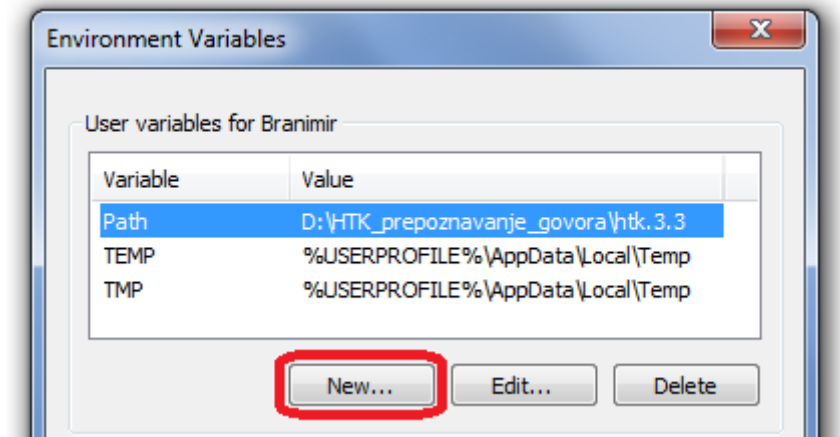 Environment Variables
User variables for Branimir
Variable Value
Path D:\HTK_prepoznavanje_govora\htk.3.3
TEMP %USERPROFILE%\AppData\Local\Temp
TMP %USERPROFILE%\AppData\Local\Temp
New... Edit... Delete